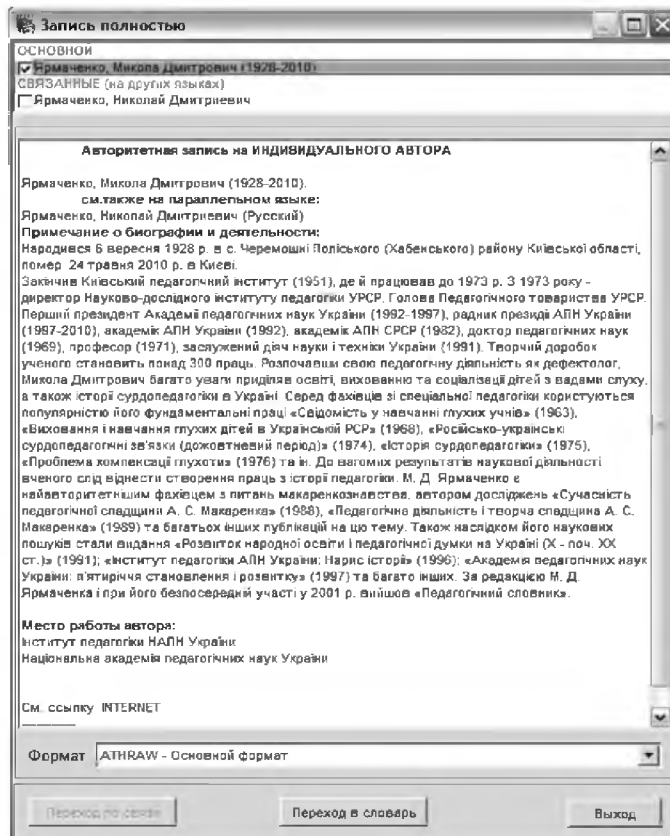 Запись полностью
ОСНОВНОЙ
Ярмаченко, Микола Дмитрович (1928-2010)
СВЯЗАННЫЕ (на других языках)
Ярмаченко, Николай Дмитриевич
Авторитетная запись на ИНДИВИДУАЛЬНОГО АВТОРА
Ярмаченко, Микола Дмитрович (1928-2010).
см.также на параллельном языке:
Ярмаченко, Николай Дмитриевич (Русский)
Примечание о биографии и деятельности:
Народився 6 вересня 1928 р. в с. Черемошні Поліського (Хабенського) району Київської області,
помер 24 травня 2010 р. в Києві.
Закінчив Київський педагогічний інститут (1951), де й працював до 1973 р. З 1973 року -
директор Науково-дослідного інституту педагогіки УРСР. Голова Педагогічного товариства УРСР.
Перший президент Академії педагогічних наук України (1992-1997), радник президії АПН України
(1997-2010), академік АПН України (1992), академік АПН СРСР (1982), доктор педагогічних наук
(1969), професор (1971), заслужений діяч науки і техніки України (1991). Творчий доробок
ученого становить понад 300 праць. Розпочавши свою педагогічну діяльність як дефектолог,
Микола Дмитрович багато уваги приділяв освіті, вихованню та соціалізації дітей з вадами слуху,
а також історії сурдопедагогіки в Україні. Серед фахівців зі спеціальної педагогіки користуються
популярністю його фундаментальні праці «Свідомість у навчанні глухих учнів» (1963),
«Виховання і навчання глухих дітей в Українській РСР» (1968), «Російсько-українські
сурдопедагогічні зв'язки (дожовтневий період)» (1974), «Історія сурдопедагогіки» (1975),
«Проблема компенсації глухоти» (1976) та ін. До вагомих результатів наукової діяльності
вченого слід віднести створення праць з історії педагогіки. М. Д. Ярмаченко є
найавторитетнішим фахівцем з питань макаренкознавства, автором досліджень «Сучасність
педагогічної спадщини А. С. Макаренка» (1988), «Педагогічна діяльність і творча спадщина А. С.
Макаренка» (1989) та багатьох інших публікацій на цю тему. Також наслідком його наукових
пошуків стали видання «Розвиток народної освіти і педагогічної думки на Україні (Х - поч. ХХ
ст.)» (1991); «Інститут педагогіки АПН України: Нарис історії» (1996); «Академія педагогічних наук
України: п'ятиріччя становлення і розвитку» (1997) та багато інших. За редакцією М. Д.
Ярмаченка і при його безпосередній участі у 2001 р. вийшов «Педагогічний словник».
Место работы автора:
Інститут педагогіки НАПН України
Національна академія педагогічних наук України
См. ссылку INTERNET
Формат ATHRAW - Основной формат
Переход по связи Переход в словарь Выход